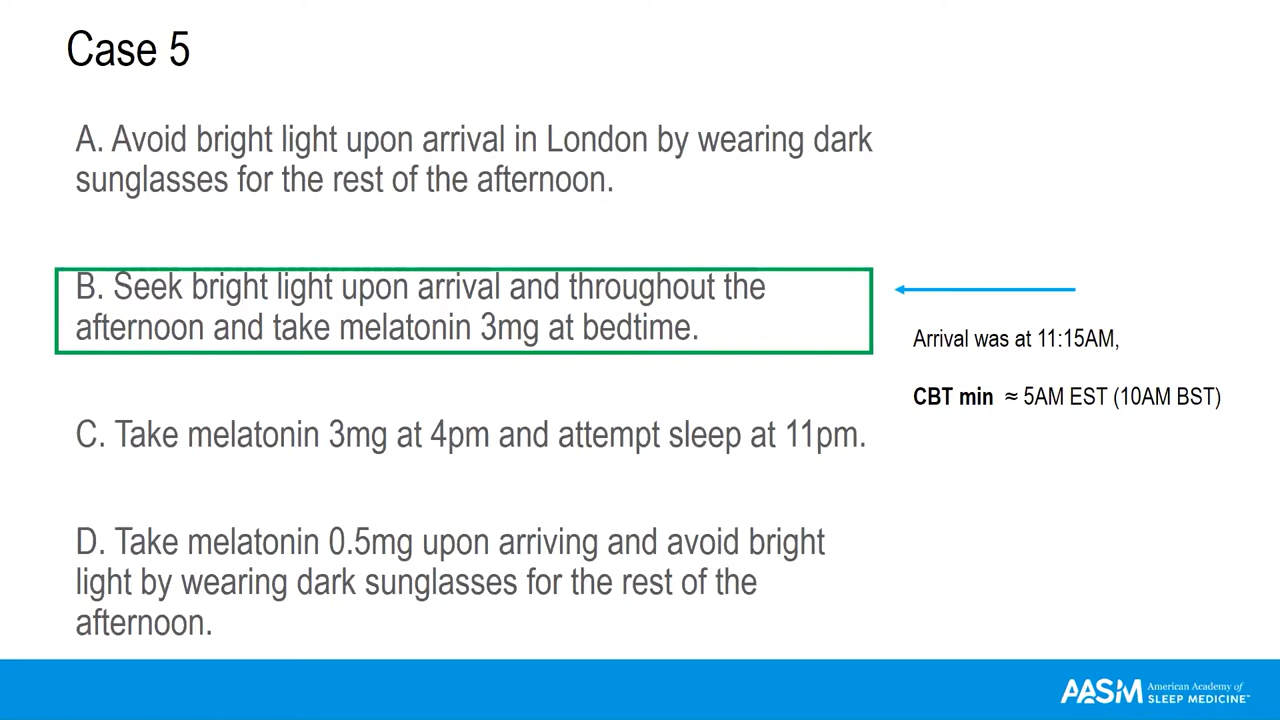 Case 5
A. Avoid bright light upon arrival in London by wearing dark
sunglasses for the rest of the afternoon.
B. Seek bright light upon arrival and throughout the
afternoon and take melatonin 3mg at bedtime.
Arrival was at 11:15AM,
CBT min ≈ 5AM EST (10AM BST)
C. Take melatonin 3mg at 4pm and attempt sleep at 11pm.
D. Take melatonin 0.5mg upon arriving and avoid bright
light by wearing dark sunglasses for the rest of the
afternoon.
AASM American Academy of
SLEEP MEDICINE™